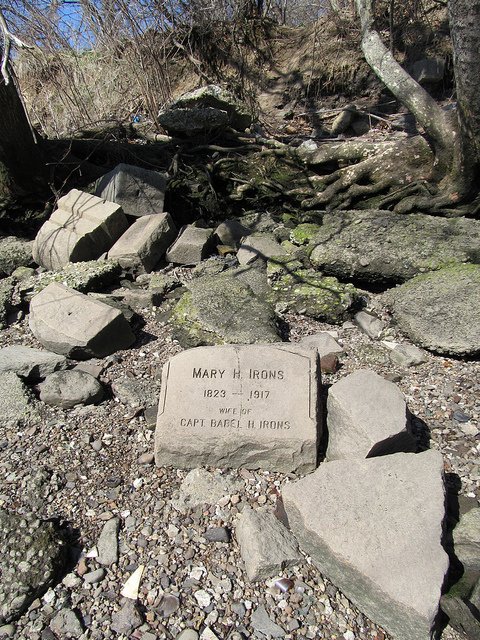 MARY H. IRONS
1823 — 1917
WIFE OF
CAPT. BABEL H. IRONS